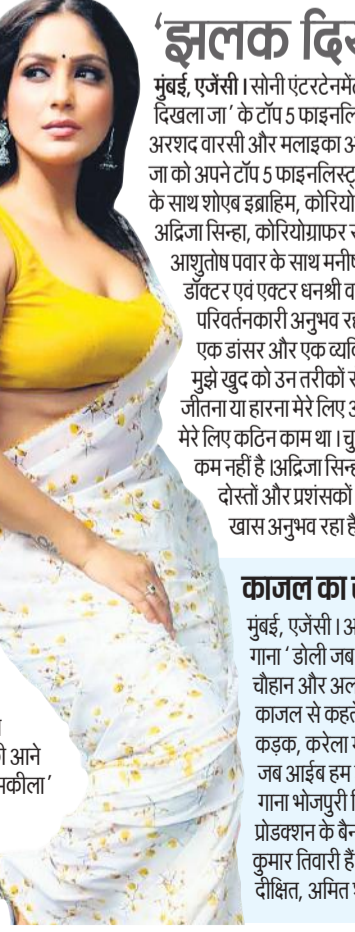 ‘झलक
मुंबई, एजेंसी। सोनी एंटरटेनमेंट
दिखला जा’ के टॉप 5 फाइनलि
अरशद वारसी और मलाइका अ
जा को अपने टॉप 5 फाइनलिस्ट
के साथ शोएब इब्राहिम, कोरियो
अद्रिजा सिन्हा, कोरियोग्राफर
आशुतोष पवार के साथ मनीष
डॉक्टर एवं एक्टर धनश्री व
परिवर्तनकारी अनुभव रह
एक डांसर और एक व्यक्ति
मुझे खुद को उन तरीकों स
जीतना या हारना मेरे लिए अ
मेरे लिए कठिन काम था। चु
कम नहीं है।अद्रिजा सिन्ह
दोस्तों और प्रशंसकों
खास अनुभव रहा है
काजल का
मुंबई, एजेंसी। अ
गाना ‘डोली जब
चौहान और अल
काजल से कहते
कड़क, करेला म
जब आईब हम
गाना भोजपुरी f
प्रोडक्शन के बैन
कुमार तिवारी हैं
दीक्षित, अमित
ी आने
मकीला’